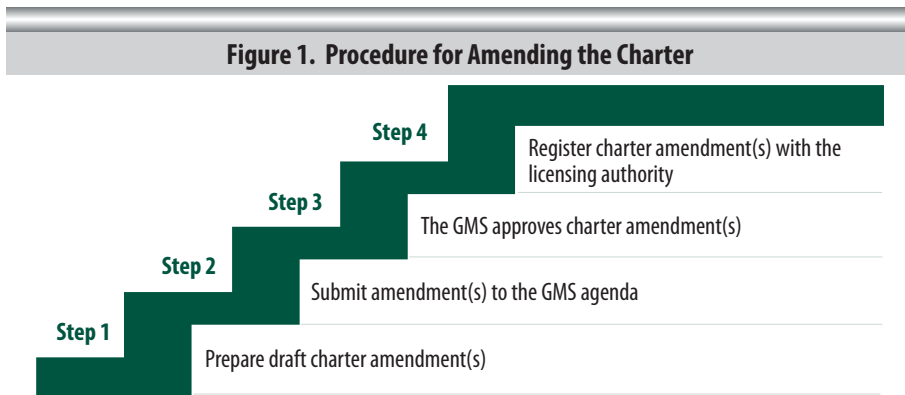 Figure 1. Procedure for Amending the Charter
Step 4
Register charter amendment(s) with the
licensing authority
Step 3
The GMS approves charter amendment(s)
Step 2
Submit amendment(s) to the GMS agenda
Step 1
Prepare draft charter amendment(s)